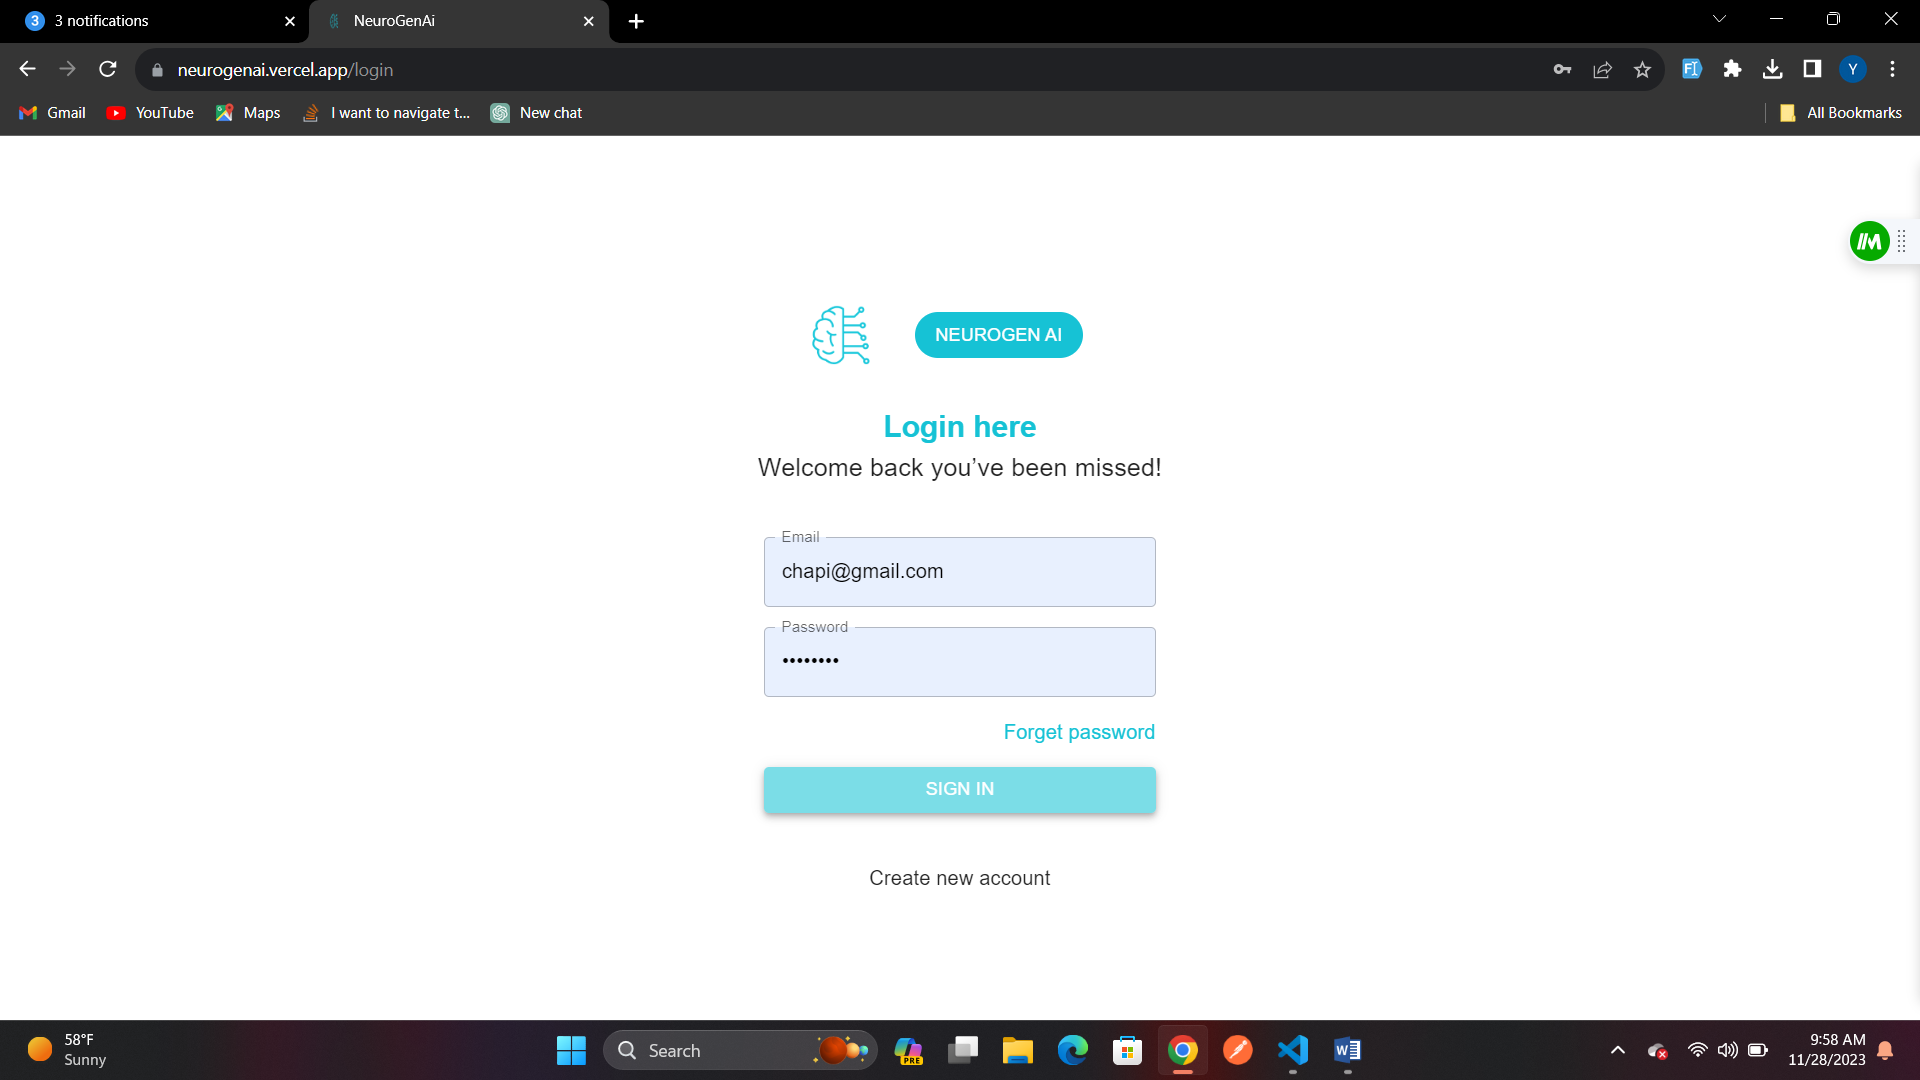 3 3 notifications
NeuroGenAi
neurogenai.vercel.app/login
Y
Gmail
YouTube
Maps
I want to navigate t...
New chat
All Bookmarks
NEUROGEN AI
Login here
Welcome back you’ve been missed!
Email
chapi@gmail.com
Password
••••••••
Forget password
SIGN IN
Create new account
58°F
Sunny
Search
PRE
9:58 AM
11/28/2023